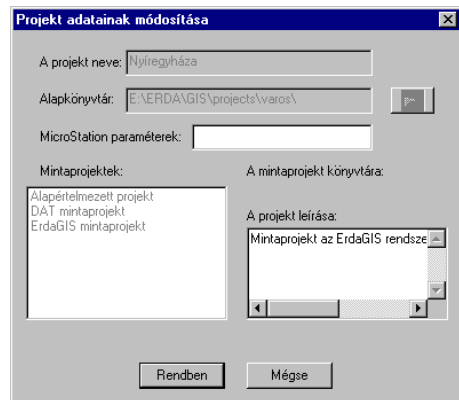 Projekt adatainak módosítása
A projekt neve: Nyíregyháza
Alapkönyvtár: E:\ERDA\GIS\projects\varos\
MicroStation paraméterek:
Mintaprojektek:
Alapértelmezett projekt
DAT mintaprojekt
ErdaGIS mintaprojekt
A mintaprojekt könyvtára:
A projekt leírása:
Mintaprojekt az ErdaGIS rendsze
Rendben Mégse